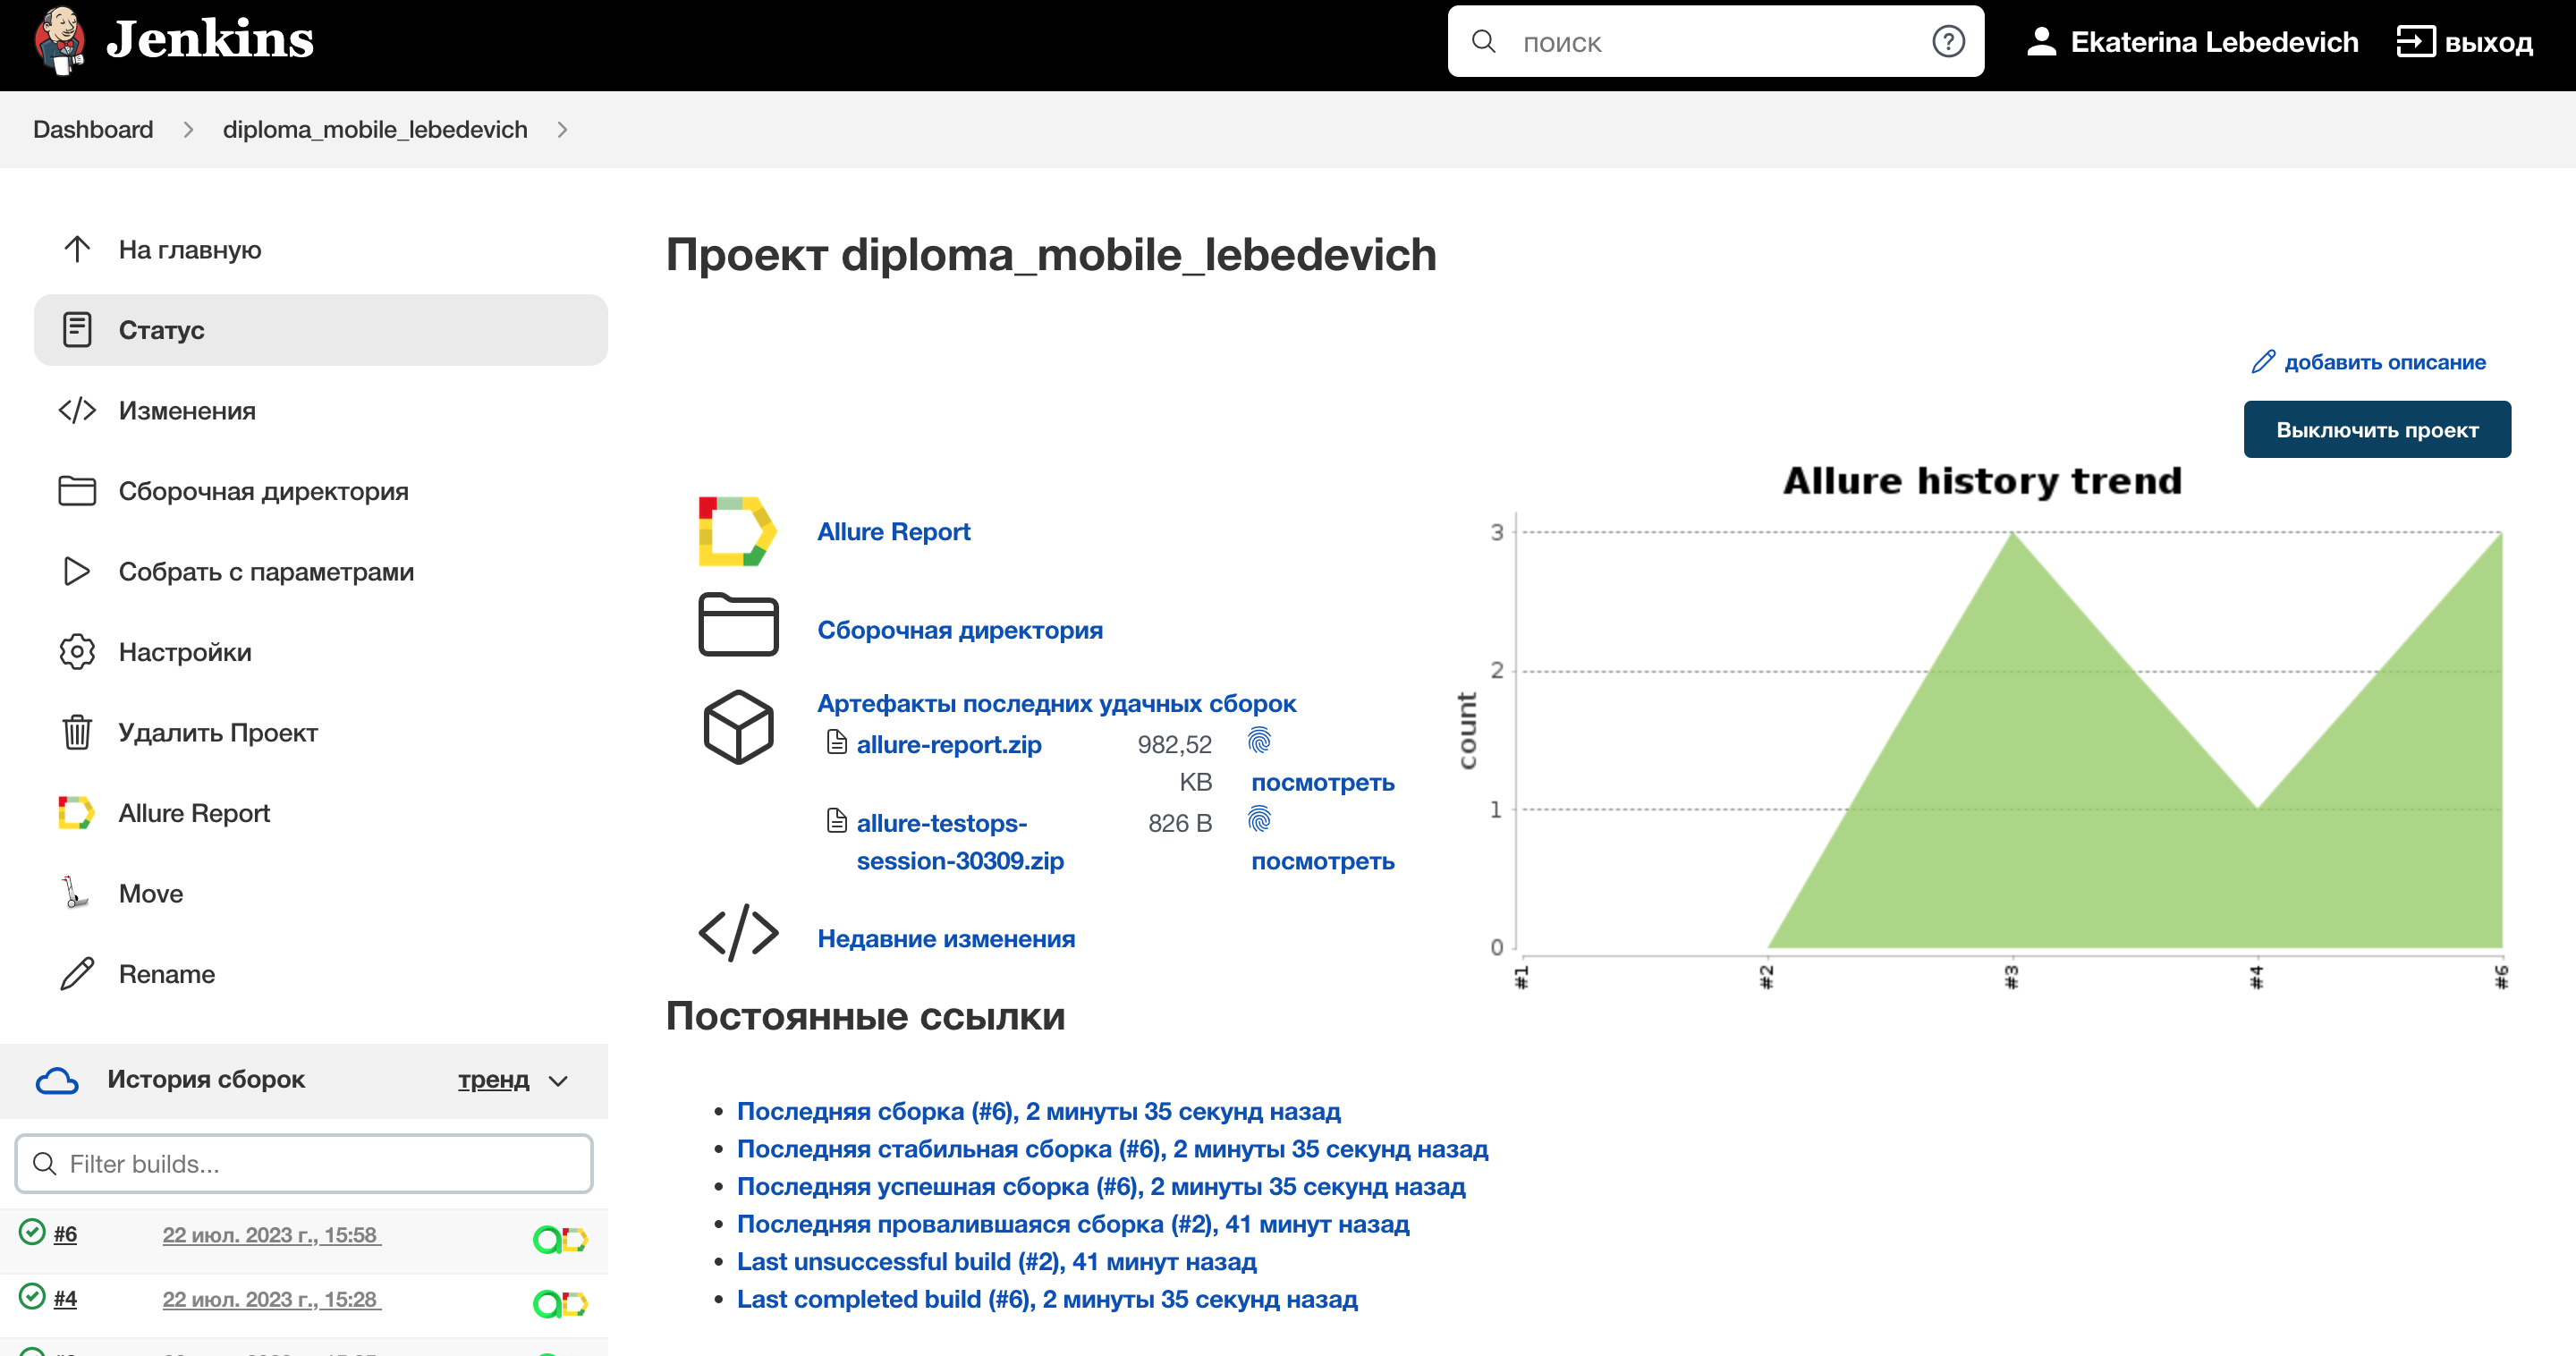 Jenkins
поиск
Ekaterina Lebedevich
выход
Dashboard
diploma_mobile_lebedevich
На главную
Статус
Изменения
Сборочная директория
Собрать с параметрами
Настройки
Удалить Проект
Allure Report
Move
Rename
История сборок
тренд
Filter builds...
#6
22 июл. 2023 г., 15:58
#4
22 июл. 2023 г., 15:28
Проект diploma_mobile_lebedevich
добавить описание
Выключить проект
Allure Report
Сборочная директория
Артефакты последних удачных сборок
allure-report.zip
982,52
KB
посмотреть
allure-testops-
826 B
session-30309.zip
посмотреть
Недавние изменения
Allure history trend
count
3
2
1
0
#1
#2
#3
#4
#6
Постоянные ссылки
Последняя сборка (#6), 2 минуты 35 секунд назад
Последняя стабильная сборка (#6), 2 минуты 35 секунд назад
Последняя успешная сборка (#6), 2 минуты 35 секунд назад
Последняя провалившаяся сборка (#2), 41 минут назад
Last unsuccessful build (#2), 41 минут назад
Last completed build (#6), 2 минуты 35 секунд назад